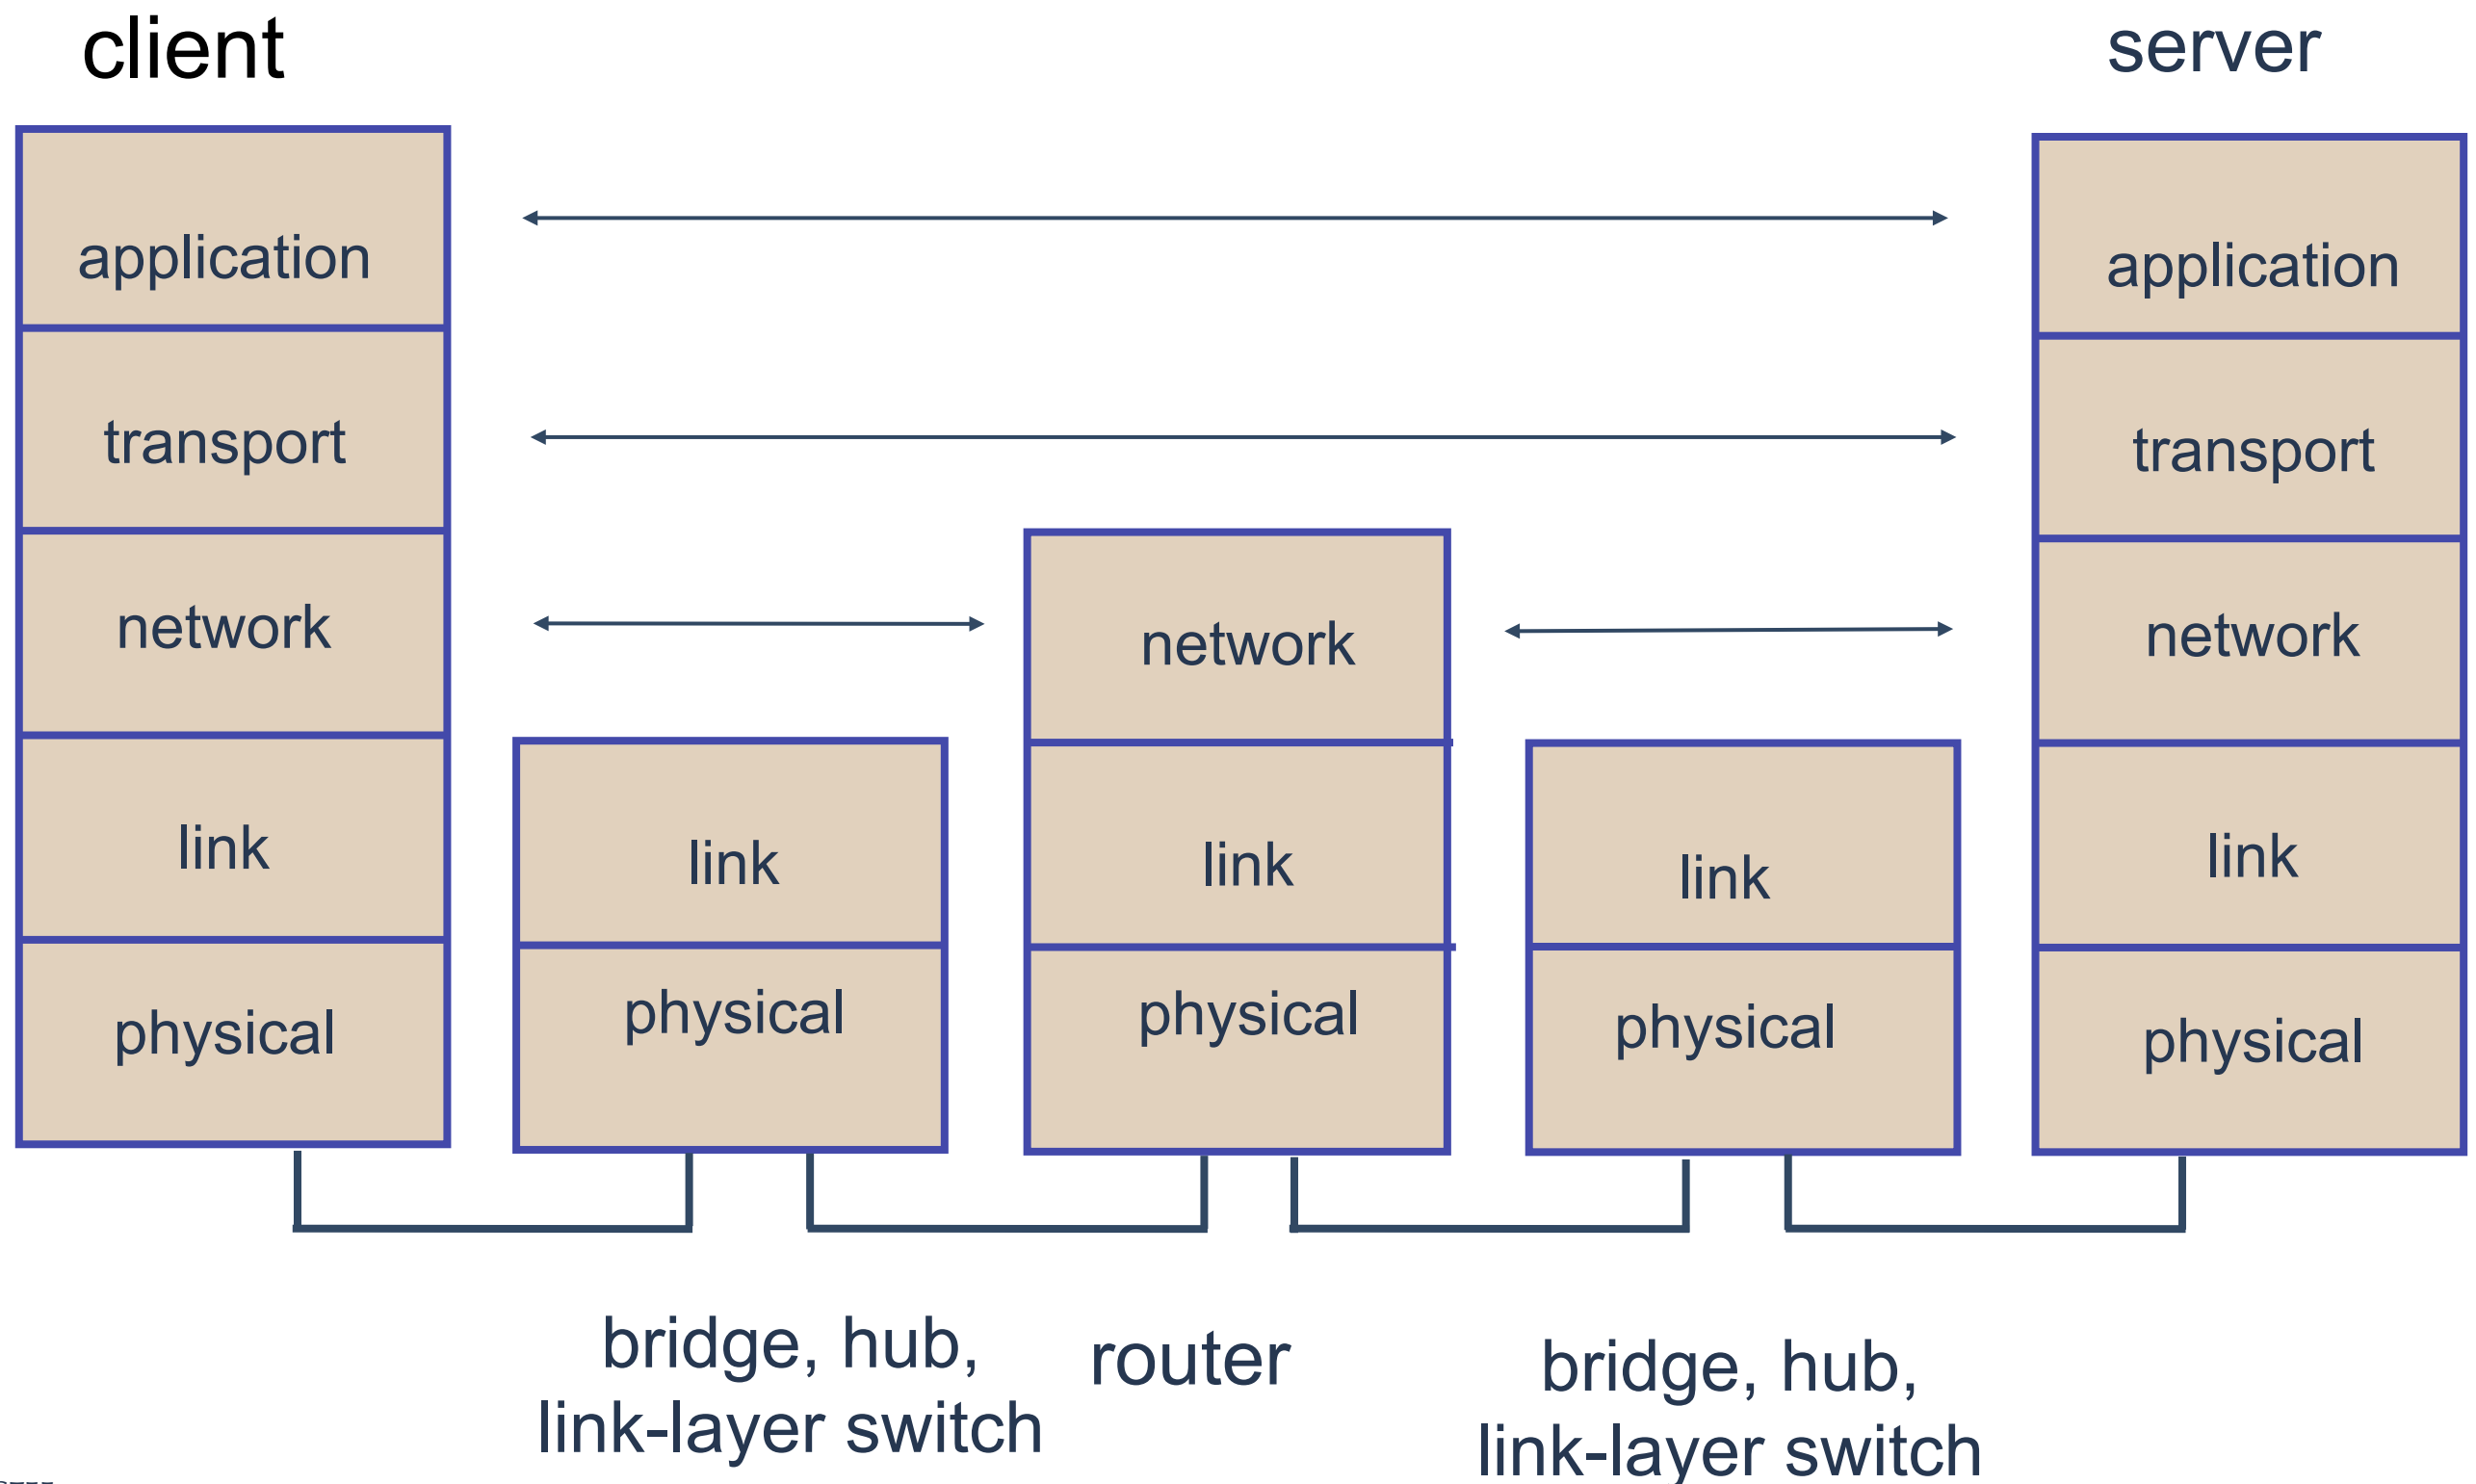 client
server
application
transport
network
link
physical
link
physical
network
link
physical
link
physical
application
transport
network
link
physical
bridge, hub,
link-layer switch
router
bridge, hub,
link-layer switch